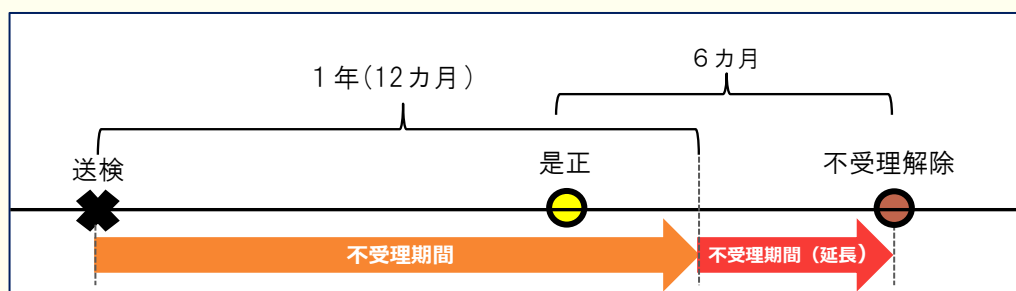 ６カ月
１年(12カ月)
送検
是正
不受理解除
不受理期間
不受理期間（延長）